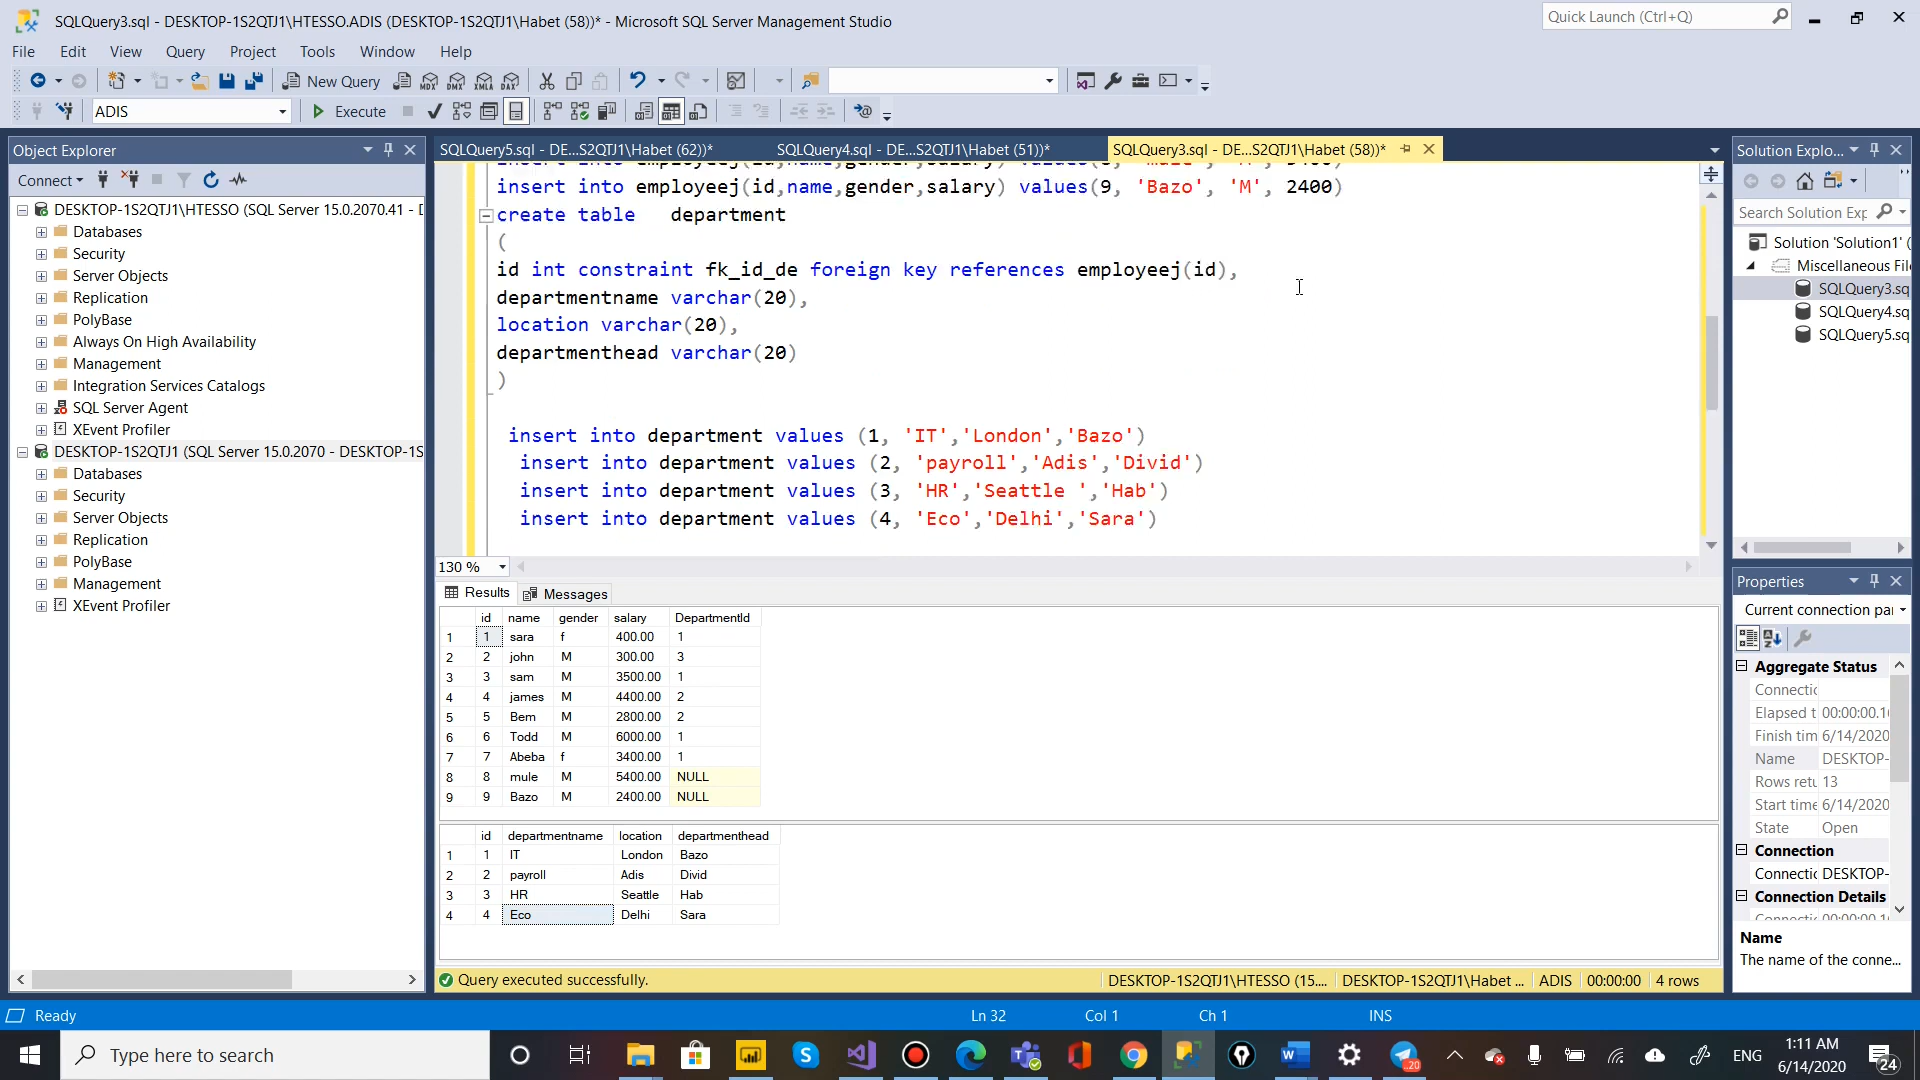 SQLQuery3.sql - DESKTOP-1S2QTJ1\HTESSO.ADIS (DESKTOP-1S2QTJ1\Habet (58))* - Microsoft SQL Server Management Studio
Quick Launch (Ctrl+Q)
File Edit View Query Project Tools Window Help
New Query
ADIS Execute
Object Explorer
Connect
DESKTOP-1S2QTJ1\HTESSO (SQL Server 15.0.2070.41 - D
Databases
Security
Server Objects
Replication
PolyBase
Always On High Availability
Management
Integration Services Catalogs
SQL Server Agent
XEvent Profiler
DESKTOP-1S2QTJ1 (SQL Server 15.0.2070 - DESKTOP-1S
Databases
Security
Server Objects
Replication
PolyBase
Management
XEvent Profiler
SQLQuery5.sql - DE...S2QTJ1\Habet (62))* SQLQuery4.sql - DE...S2QTJ1\Habet (51))* SQLQuery3.sql - DE...S2QTJ1\Habet (58))*
insert into employeej(id,name,gender,salary) values(9, 'Bazo', 'M', 2400)
create table department
(
id int constraint fk_id_de foreign key references employeej(id),
departmentname varchar(20),
location varchar(20),
departmenthead varchar(20)
)
insert into department values (1, 'IT','London','Bazo')
insert into department values (2, 'payroll','Adis','Divid')
insert into department values (3, 'HR','Seattle ','Hab')
insert into department values (4, 'Eco','Delhi','Sara')
130 %
Results Messages
id name gender salary DepartmentId
1 1 sara f 400.00 1
2 2 john M 300.00 3
3 3 sam M 3500.00 1
4 4 james M 4400.00 2
5 5 Bem M 2800.00 2
6 6 Todd M 6000.00 1
7 7 Abeba f 3400.00 1
8 8 mule M 5400.00 NULL
9 9 Bazo M 2400.00 NULL
id departmentname location departmenthead
1 1 IT London Bazo
2 2 payroll Adis Divid
3 3 HR Seattle Hab
4 4 Eco Delhi Sara
Query executed successfully. DESKTOP-1S2QTJ1\HTESSO (15.... DESKTOP-1S2QTJ1\Habet ... ADIS 00:00:00 4 rows
Solution Explo...
Search Solution Exp
Solution 'Solution1' (
Miscellaneous Fil
SQLQuery3.sq
SQLQuery4.sq
SQLQuery5.sq
Properties
Current connection par
Aggregate Status
Connectic
Elapsed t 00:00:00.1
Finish tim 6/14/2020
Name DESKTOP-
Rows retu 13
Start time 6/14/2020
State Open
Connection
Connectic DESKTOP-
Connection Details
Name
The name of the conne...
Ready Ln 32 Col 1 Ch 1 INS
Type here to search
20
ENG
1:11 AM
6/14/2020
24